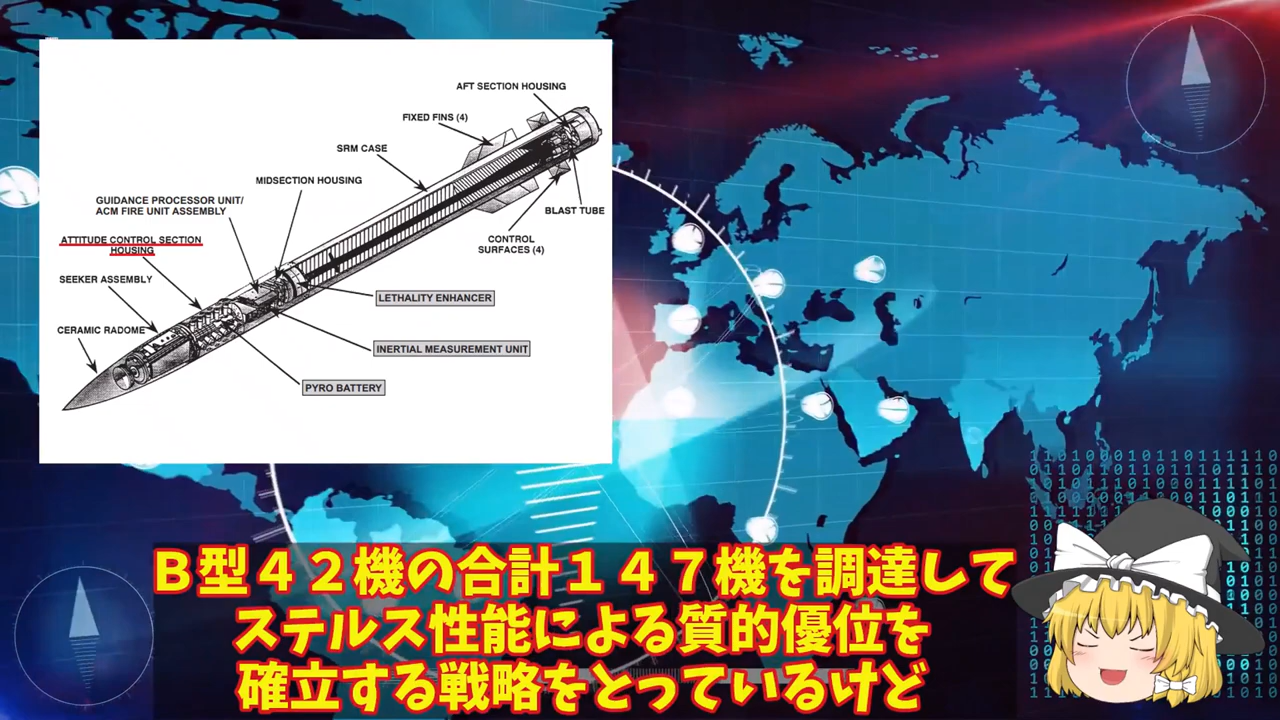 AFT SECTION HOUSING
FIXED FINS (4)
SRM CASE
MIDSECTION HOUSING
GUIDANCE PROCESSOR UNIT/
ACM FIRE UNIT ASSEMBLY
BLAST TUBE
ATTITUDE CONTROL SECTION
HOUSING
CONTROL
SURFACES (4)
SEEKER ASSEMBLY
LETHALITY ENHANCER
CERAMIC RADOME
INERTIAL MEASUREMENT UNIT
PYRO BATTERY
B型42機の合計147機を調達して
ステルス性能による質的優位を
確立する戦略をとっているけど